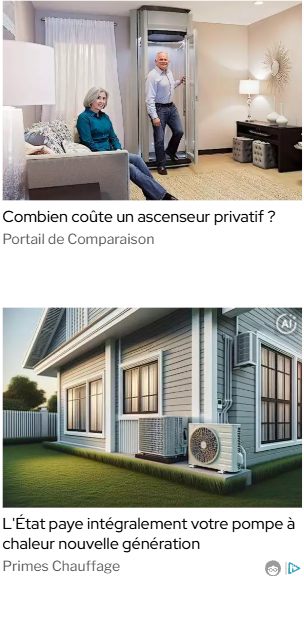 Combien coûte un ascenseur privatif ?
Portail de Comparaison
AI
L'État paye intégralement votre pompe à
chaleur nouvelle génération
Primes Chauffage